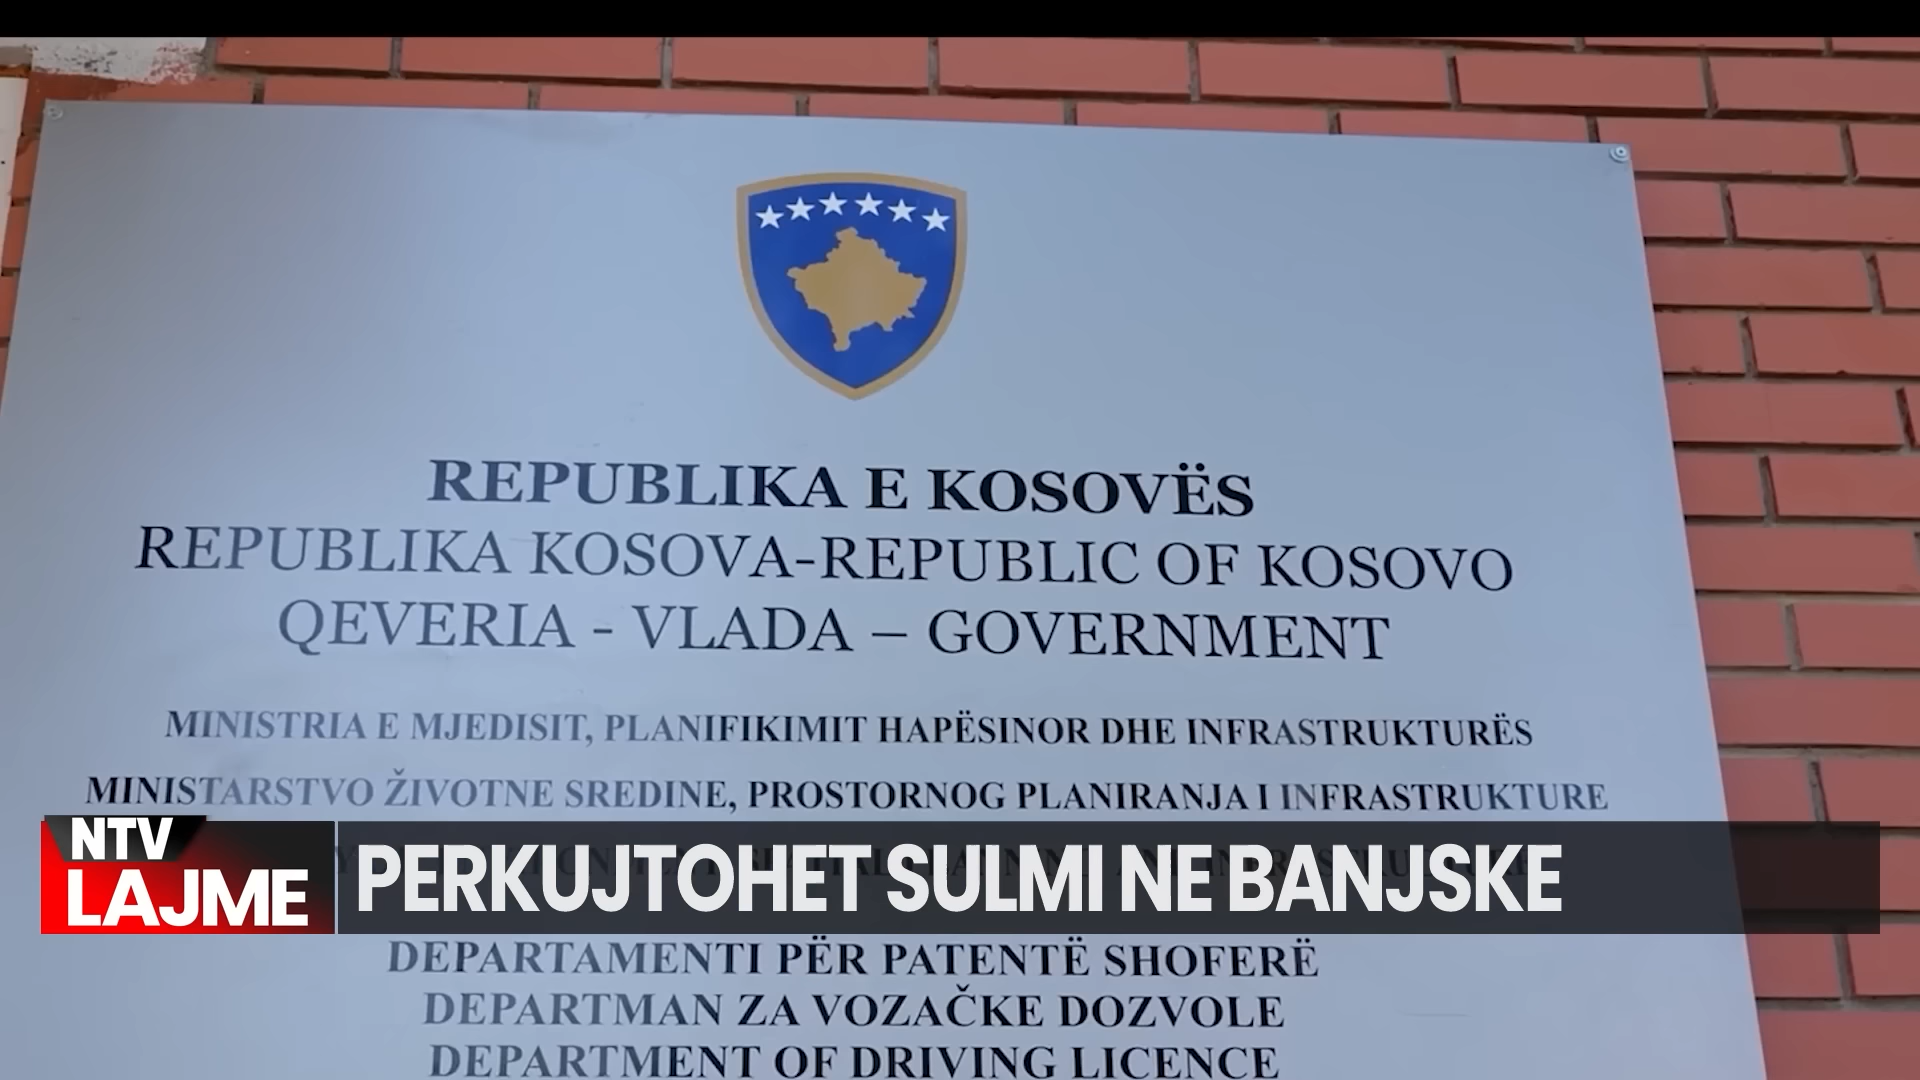 REPUBLIKA E KOSOVËS
REPUBLIKA KOSOVA-REPUBLIC OF KOSOVO
QEVERIA - VLADA – GOVERNMENT
MINISTRIA E MJEDISIT, PLANIFIKIMIT HAPËSINOR DHE INFRASTRUKTURËS
MINISTARSTVO ŽIVOTNE SREDINE, PROSTORNOG PLANIRANJA I INFRASTRUKTURE
NTV
LAJME
PERKUJTOHET SULMI NE BANJSKE
DEPARTAMENTI PËR PATENTË SHOFERË
DEPARTMAN ZA VOZAČKE DOZVOLE
DEPARTMENT OF DRIVING LICENCE